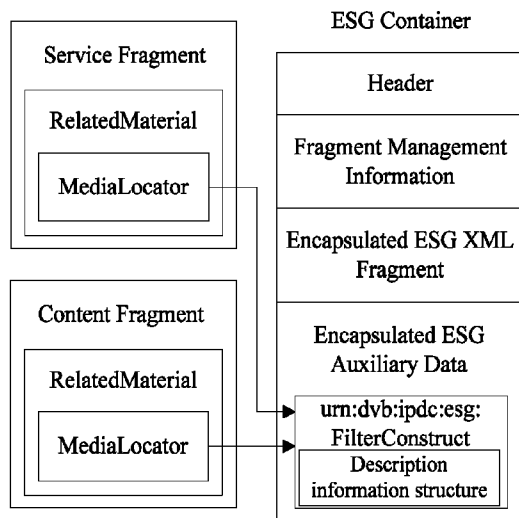 Service Fragment
RelatedMaterial
MediaLocator
Content Fragment
RelatedMaterial
MediaLocator
ESG Container
Header
Fragment Management
Information
Encapsulated ESG XML
Fragment
Encapsulated ESG
Auxiliary Data
urn:dvb:ipdc:esg:
FilterConstruct
Description
information structure